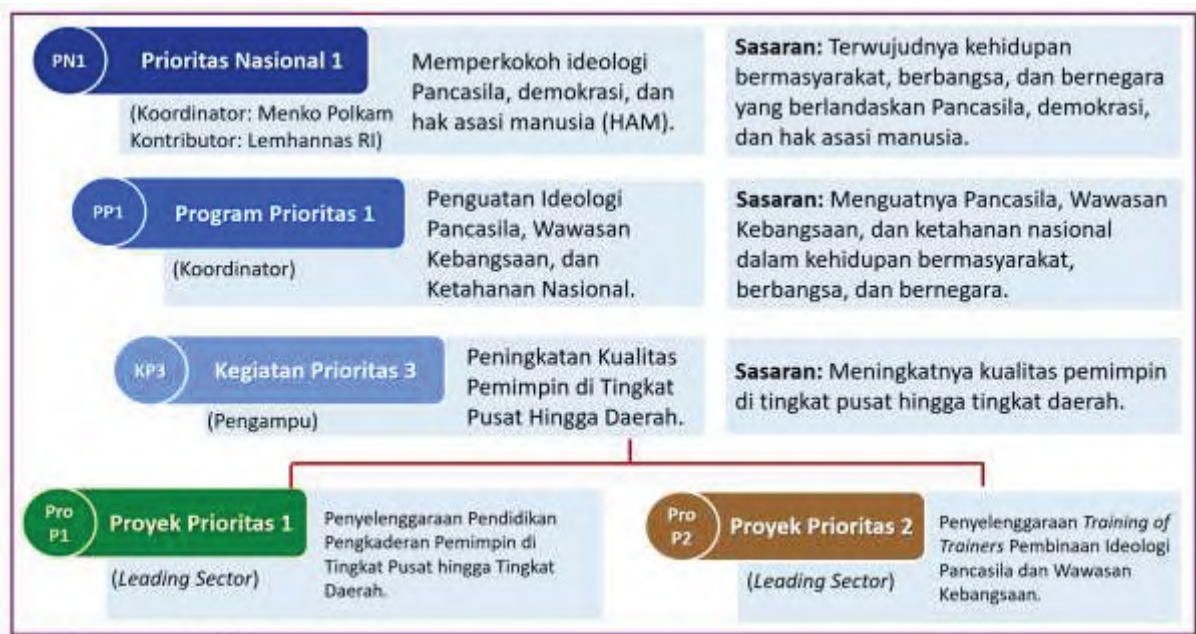 PN1
Prioritas Nasional 1
(Koordinator: Menko Polkam
Kontributor: Lemhannas RI)
Memperkokoh ideologi
Pancasila, demokrasi, dan
hak asasi manusia (HAM).
Sasaran: Terwujudnya kehidupan
bermasyarakat, berbangsa, dan bernegara
yang berlandaskan Pancasila, demokrasi,
dan hak asasi manusia.
PP1
Program Prioritas 1
(Koordinator)
Penguatan Ideologi
Pancasila, Wawasan
Kebangsaan, dan
Ketahanan Nasional.
Sasaran: Menguatnya Pancasila, Wawasan
Kebangsaan, dan ketahanan nasional
dalam kehidupan bermasyarakat,
berbangsa, dan bernegara.
KP3
Kegiatan Prioritas 3
(Pengampu)
Peningkatan Kualitas
Pemimpin di Tingkat
Pusat Hingga Daerah.
Sasaran: Meningkatnya kualitas pemimpin
di tingkat pusat hingga tingkat daerah.
Pro
P1
Proyek Prioritas 1
(Leading Sector)
Penyelenggaraan Pendidikan
Pengkaderan Pemimpin di
Tingkat Pusat hingga Tingkat
Daerah.
Pro
P2
Proyek Prioritas 2
(Leading Sector)
Penyelenggaraan Training of
Trainers Pembinaan Ideologi
Pancasila dan Wawasan
Kebangsaan.